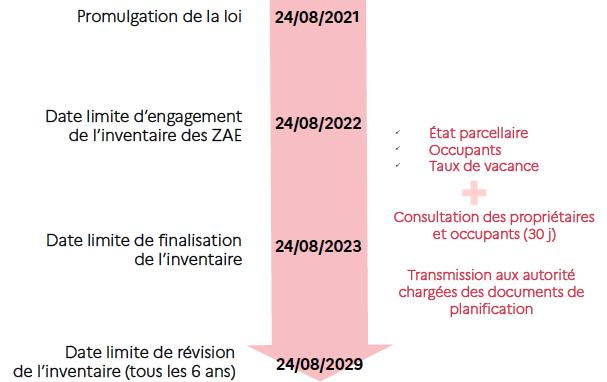 Promulgation de la loi
24/08/2021
Date limite d'engagement
de l'inventaire des ZAE
24/08/2022
✓ État parcellaire
✓ Occupants
✓ Taux de vacance
+
Consultation des propriétaires
et occupants (30 j)
Date limite de finalisation
de l'inventaire
24/08/2023
Transmission aux autorité
chargées des documents de
planification
Date limite de révision
de l'inventaire (tous les 6 ans)
24/08/2029